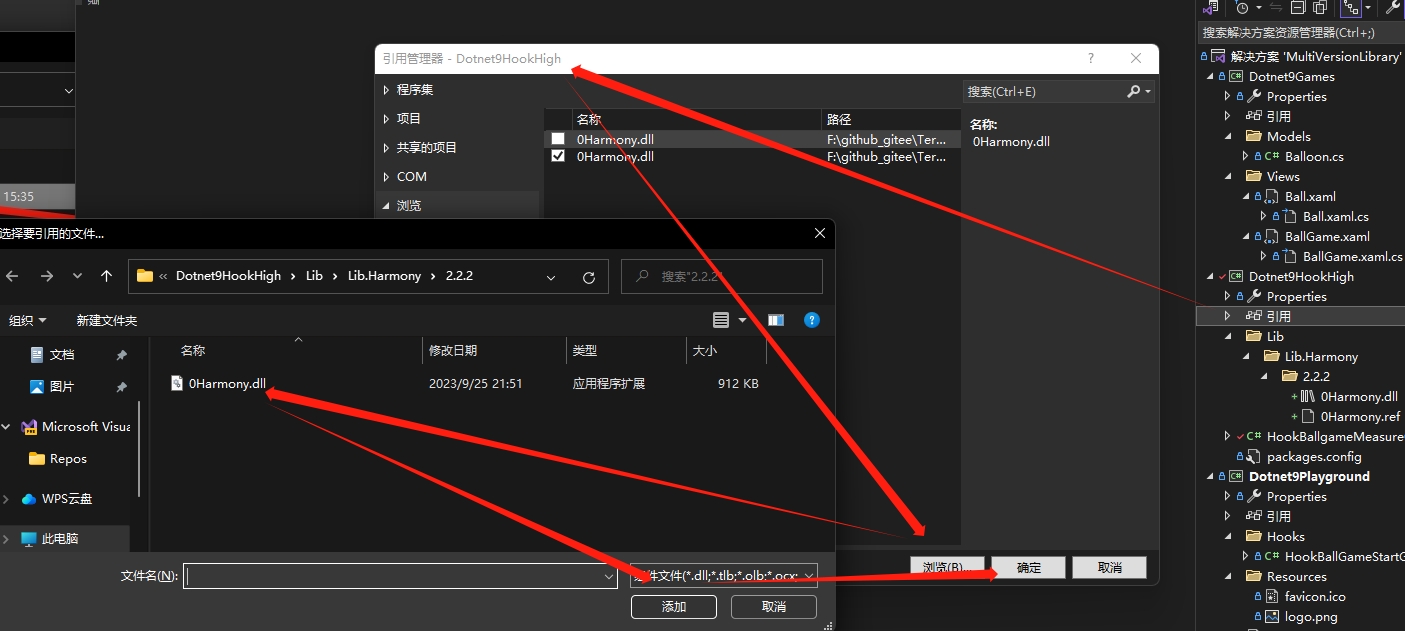 15:35
引用管理器 - Dotnet9HookHigh
?
程序集
项目
共享的项目
COM
浏览
名称
路径
0Harmony.dll
F:\github_gitee\Ter...
0Harmony.dll
F:\github_gitee\Ter...
搜索(Ctrl+E)
名称:
0Harmony.dll
浏览(B)...
确定
取消
选择要引用的文件...
« Dotnet9HookHigh › Lib › Lib.Harmony › 2.2.2
搜索"2.2.2"
组织
新建文件夹
?
文档
图片
Microsoft Visua
Repos
WPS云盘
此电脑
名称
修改日期
类型
大小
0Harmony.dll
2023/9/25 21:51
应用程序扩展
912 KB
文件名(N):
件文件(*.dll;*.tlb;*.olb;*.ocx;
添加
取消
搜索解决方案资源管理器(Ctrl+;)
解决方案 'MultiVersionLibrary'
C# Dotnet9Games
Properties
引用
Models
C# Balloon.cs
Views
Ball.xaml
Ball.xaml.cs
BallGame.xaml
BallGame.xaml.cs
C# Dotnet9HookHigh
Properties
引用
Lib
Lib.Harmony
2.2.2
0Harmony.dll
0Harmony.ref
C# HookBallgameMeasure
packages.config
C# Dotnet9Playground
Properties
引用
Hooks
C# HookBallGameStartG
Resources
favicon.ico
logo.png